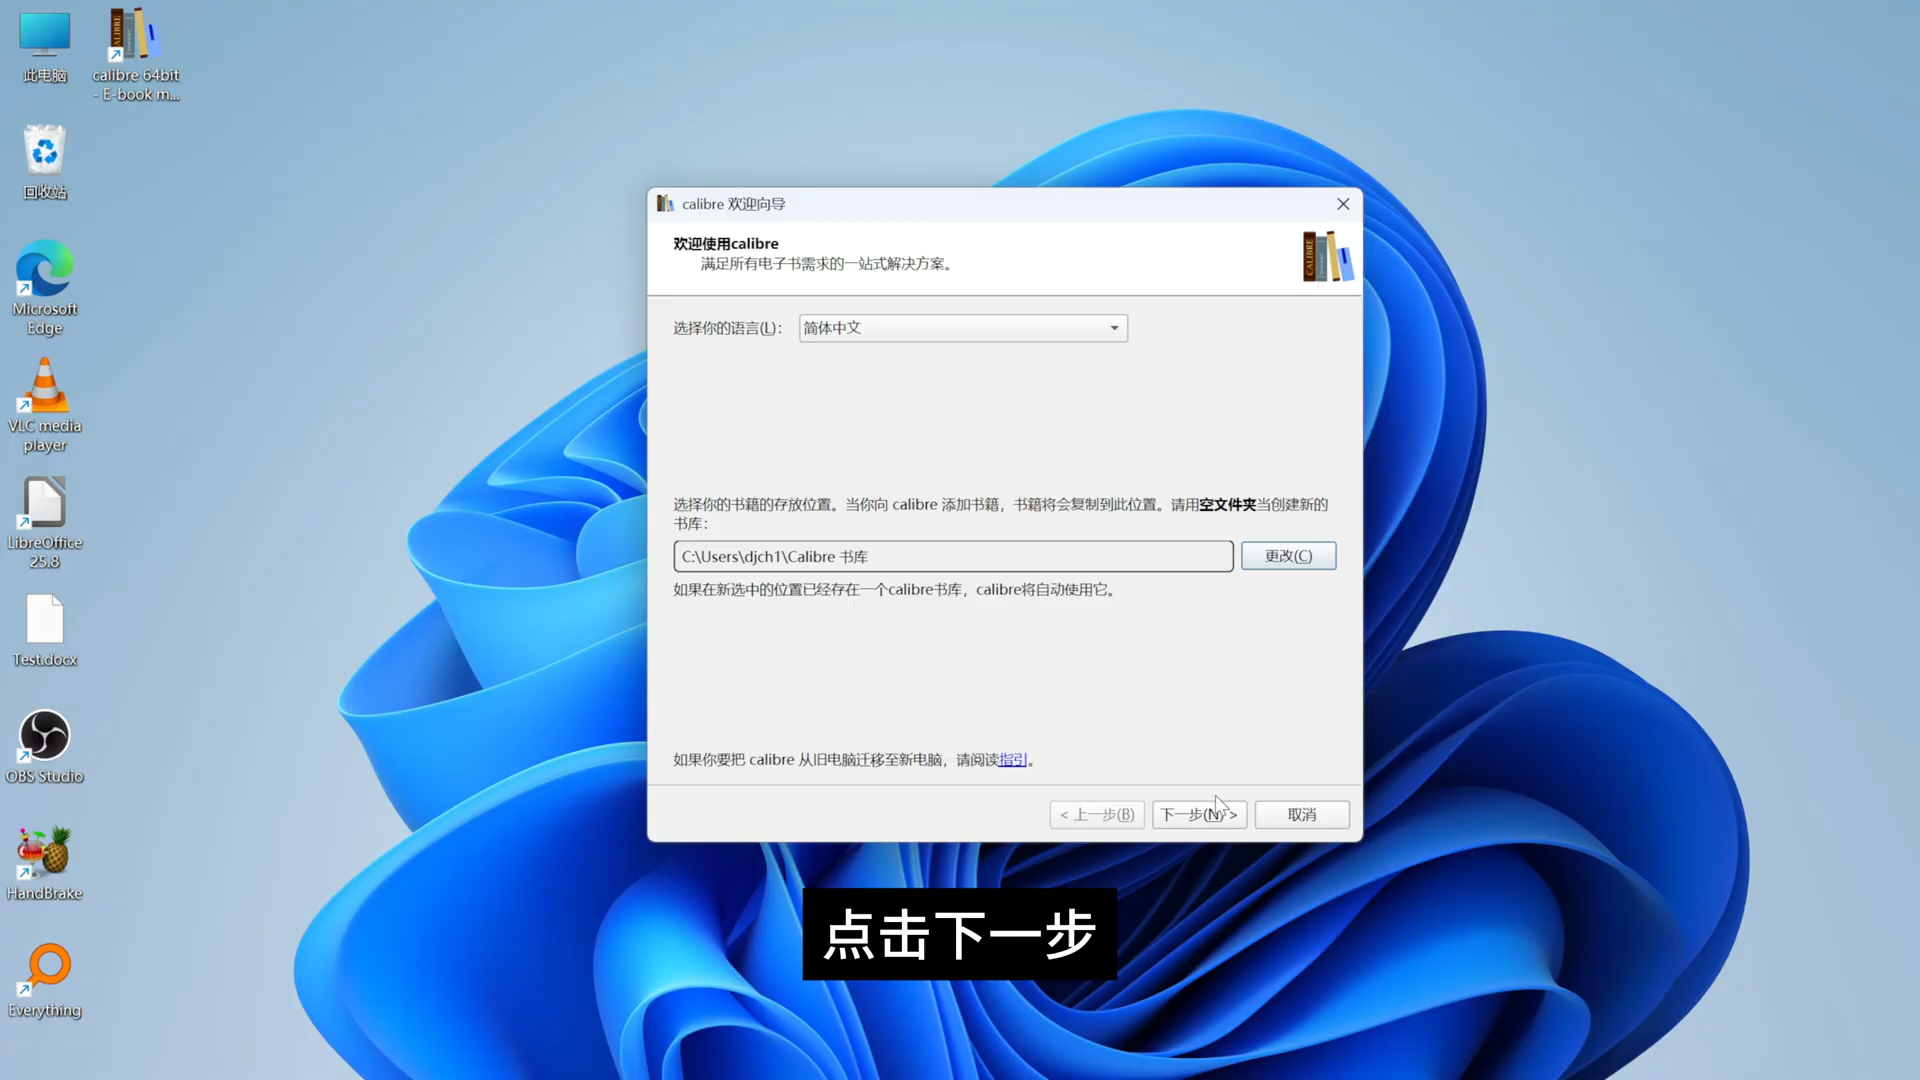 此电脑
calibre 64bit
- E-book m...
回收站
Microsoft
Edge
VLC media
player
LibreOffice
25.8
Test.docx
OBS Studio
HandBrake
Everything
calibre 欢迎向导
欢迎使用calibre
满足所有电子书需求的一站式解决方案。
CALIBRE
选择你的语言(L):
简体中文
选择你的书籍的存放位置。当你向 calibre 添加书籍，书籍将会复制到此位置。请用空文件夹当创建新的
书库：
C:\Users\djch1\Calibre 书库
更改(C)
如果在新选中的位置已经存在一个calibre书库，calibre将自动使用它。
如果你要把 calibre 从旧电脑迁移至新电脑，请阅读指引。
< 上一步(B)
下一步(N) >
取消
点击下一步